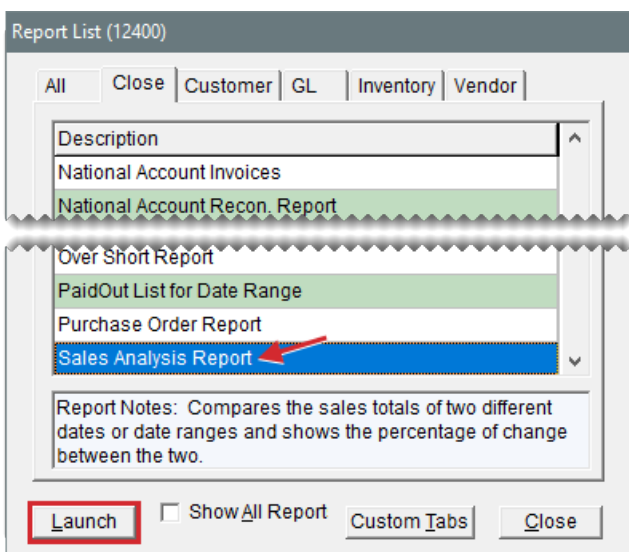 Report List (12400)
All Close Customer GL Inventory Vendor
Description
National Account Invoices
National Account Recon. Report
Over Short Report
PaidOut List for Date Range
Purchase Order Report
Sales Analysis Report
Report Notes: Compares the sales totals of two different
dates or date ranges and shows the percentage of change
between the two.
Launch Show All Report Custom Tabs Close